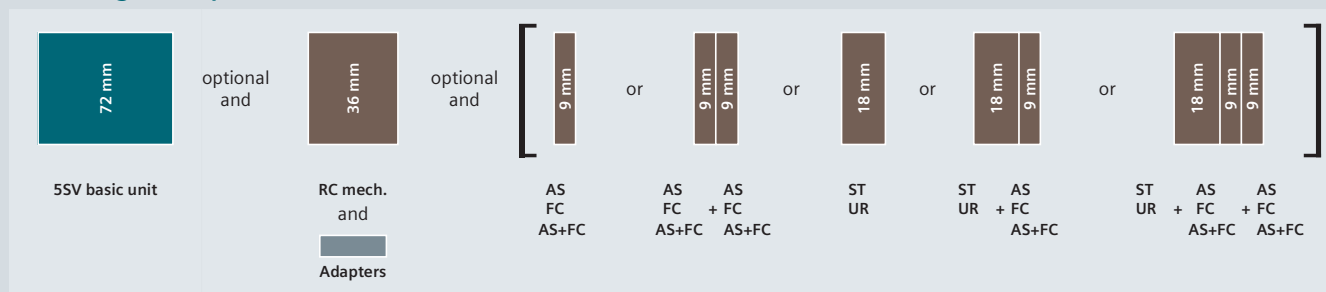 72 mm
optional
and
36 mm
optional
and
9 mm
or
9 mm
9 mm
or
18 mm
or
18 mm
9 mm
or
18 mm
9 mm
9 mm
5SV basic unit
RC mech.
and
Adapters
AS
FC
AS+FC
AS AS
FC + FC
AS+FC AS+FC
ST
UR
ST AS
UR + FC
AS+FC
ST AS AS
UR + FC + FC
AS+FC AS+FC